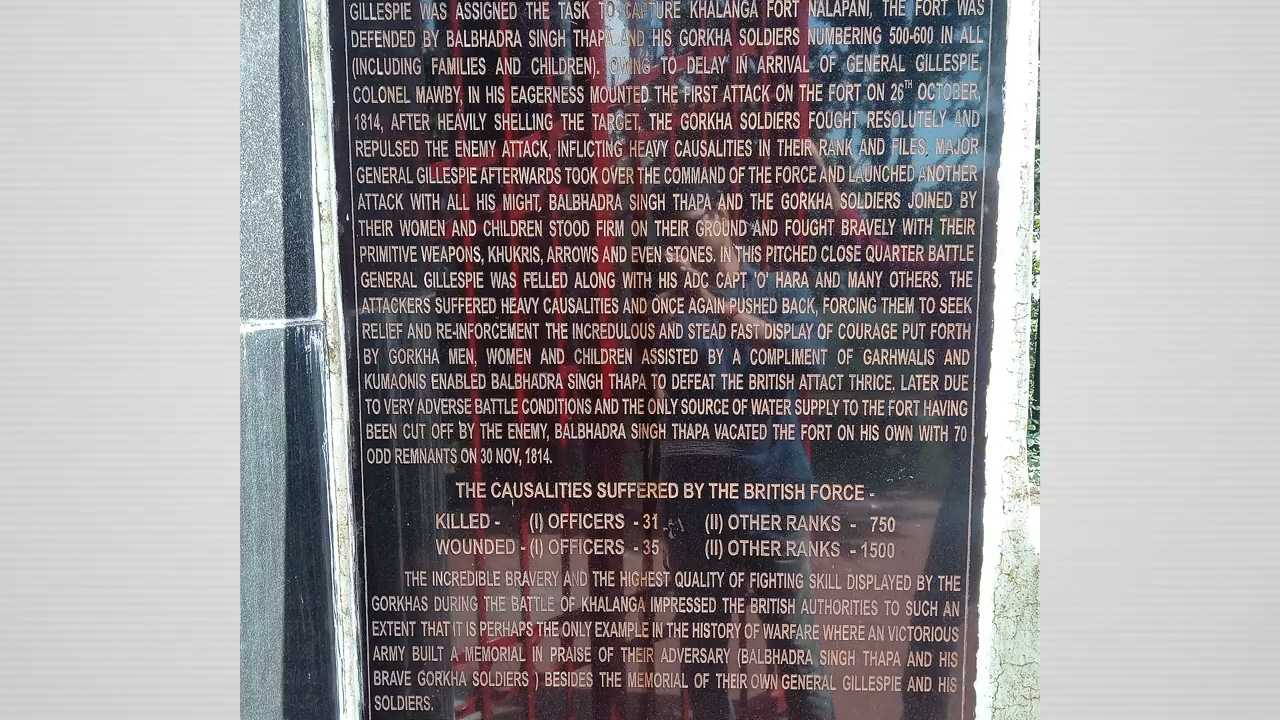 GILLESPIE WAS ASSIGNED THE TASK TO CAPTURE KHALANGA FORT NALAPANI, THE FORT WAS
DEFENDED BY BALBHADRA SINGH THAPA AND HIS GORKHA SOLDIERS NUMBERING 500-600 IN ALL
(INCLUDING FAMILIES AND CHILDREN). OWING TO DELAY IN ARRIVAL OF GENERAL GILLESPIE,
COLONEL MAWBY, IN HIS EAGERNESS MOUNTED THE FIRST ATTACK ON THE FORT ON 26TH OCTOBER,
1814, AFTER HEAVILY SHELLING THE TARGET, THE GORKHA SOLDIERS FOUGHT RESOLUTELY AND
REPULSED THE ENEMY ATTACK, INFLICTING HEAVY CAUSALITIES IN THEIR RANK AND FILES, MAJOR
GENERAL GILLESPIE AFTERWARDS TOOK OVER THE COMMAND OF THE FORCE AND LAUNCHED ANOTHER
ATTACK WITH ALL HIS MIGHT, BALBHADRA SINGH THAPA AND THE GORKHA SOLDIERS JOINED BY
THEIR WOMEN AND CHILDREN STOOD FIRM ON THEIR GROUND AND FOUGHT BRAVELY WITH THEIR
PRIMITIVE WEAPONS, KHUKRIS, ARROWS AND EVEN STONES. IN THIS PITCHED CLOSE QUARTER BATTLE
GENERAL GILLESPIE WAS FELLED ALONG WITH HIS ADC CAPT 'O' HARA AND MANY OTHERS, THE
ATTACKERS SUFFERED HEAVY CAUSALITIES AND ONCE AGAIN PUSHED BACK, FORCING THEM TO SEEK
RELIEF AND RE-INFORCEMENT THE INCREDULOUS AND STEAD FAST DISPLAY OF COURAGE PUT FORTH
BY GORKHA MEN, WOMEN AND CHILDREN ASSISTED BY A COMPLIMENT OF GARHWALIS AND
KUMAONIS ENABLED BALBHADRA SINGH THAPA TO DEFEAT THE BRITISH ATTACT THRICE, LATER DUE
TO VERY ADVERSE BATTLE CONDITIONS AND THE ONLY SOURCE OF WATER SUPPLY TO THE FORT HAVING
BEEN CUT OFF BY THE ENEMY, BALBHADRA SINGH THAPA VACATED THE FORT ON HIS OWN WITH 70
ODD REMNANTS ON 30 NOV, 1814.
THE CAUSALITIES SUFFERED BY THE BRITISH FORCE -
KILLED - (I) OFFICERS - 31 (II) OTHER RANKS - 750
WOUNDED - (I) OFFICERS - 35 (II) OTHER RANKS - 1500
THE INCREDIBLE BRAVERY AND THE HIGHEST QUALITY OF FIGHTING SKILL DISPLAYED BY THE
GORKHAS DURING THE BATTLE OF KHALANGA IMPRESSED THE BRITISH AUTHORITIES TO SUCH AN
EXTENT THAT IT IS PERHAPS THE ONLY EXAMPLE IN THE HISTORY OF WARFARE WHERE AN VICTORIOUS
ARMY BUILT A MEMORIAL IN PRAISE OF THEIR ADVERSARY (BALBHADRA SINGH THAPA AND HIS
BRAVE GORKHA SOLDIERS ) BESIDES THE MEMORIAL OF THEIR OWN GENERAL GILLESPIE AND HIS
SOLDIERS.